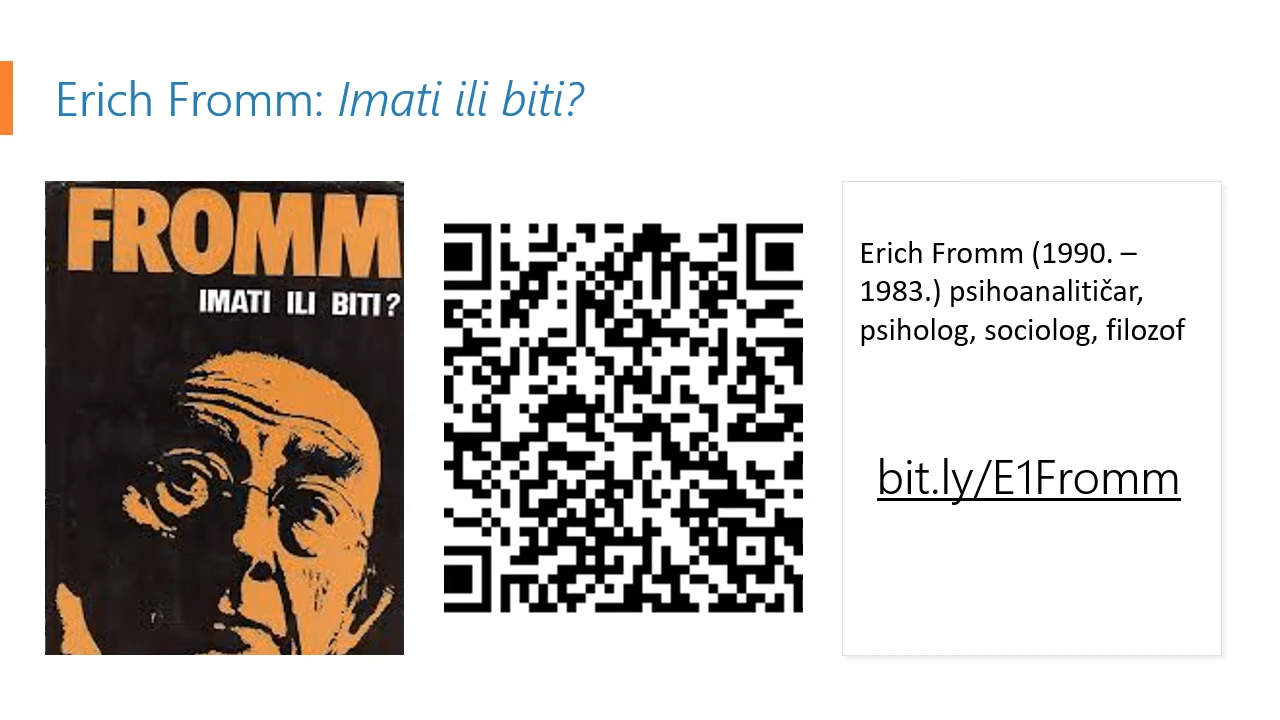 Erich Fromm: Imati ili biti?
FROMM
IMATI ILI BITI?
Erich Fromm (1990. –
1983.) psihoanalitičar,
psiholog, sociolog, filozof
bit.ly/E1Fromm